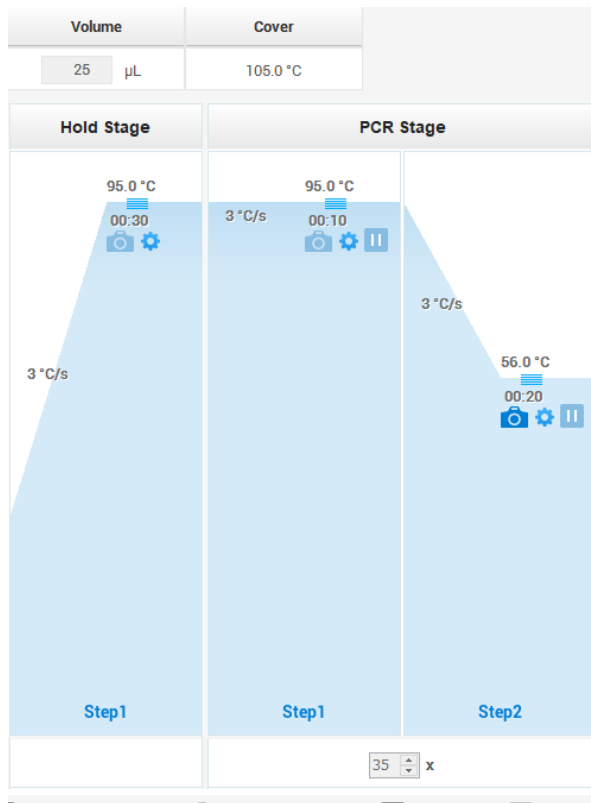 Volume Cover
25 μL 105.0 °C
Hold Stage PCR Stage
95.0 °C 95.0 °C
00:30 3 °C/s 00:10
3 °C/s
56.0 °C
3 °C/s
00:20
Step1 Step1 Step2
35 x